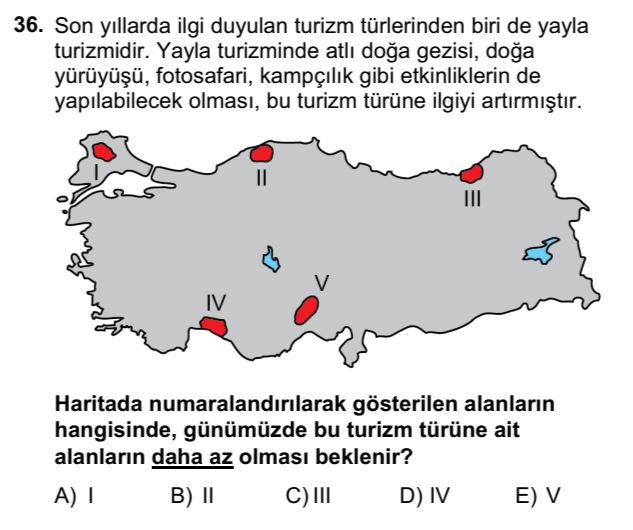 36. Son yıllarda ilgi duyulan turizm türlerinden biri de yayla
turizmidir. Yayla turizminde atlı doğa gezisi, doğa
yürüyüşü, fotosafari, kampçılık gibi etkinliklerin de
yapılabilecek olması, bu turizm türüne ilgiyi artırmıştır.
I
II
III
IV
V
Haritada numaralandırılarak gösterilen alanların
hangisinde, günümüzde bu turizm türüne ait
alanların daha az olması beklenir?
A) I B) II C) III D) IV E) V